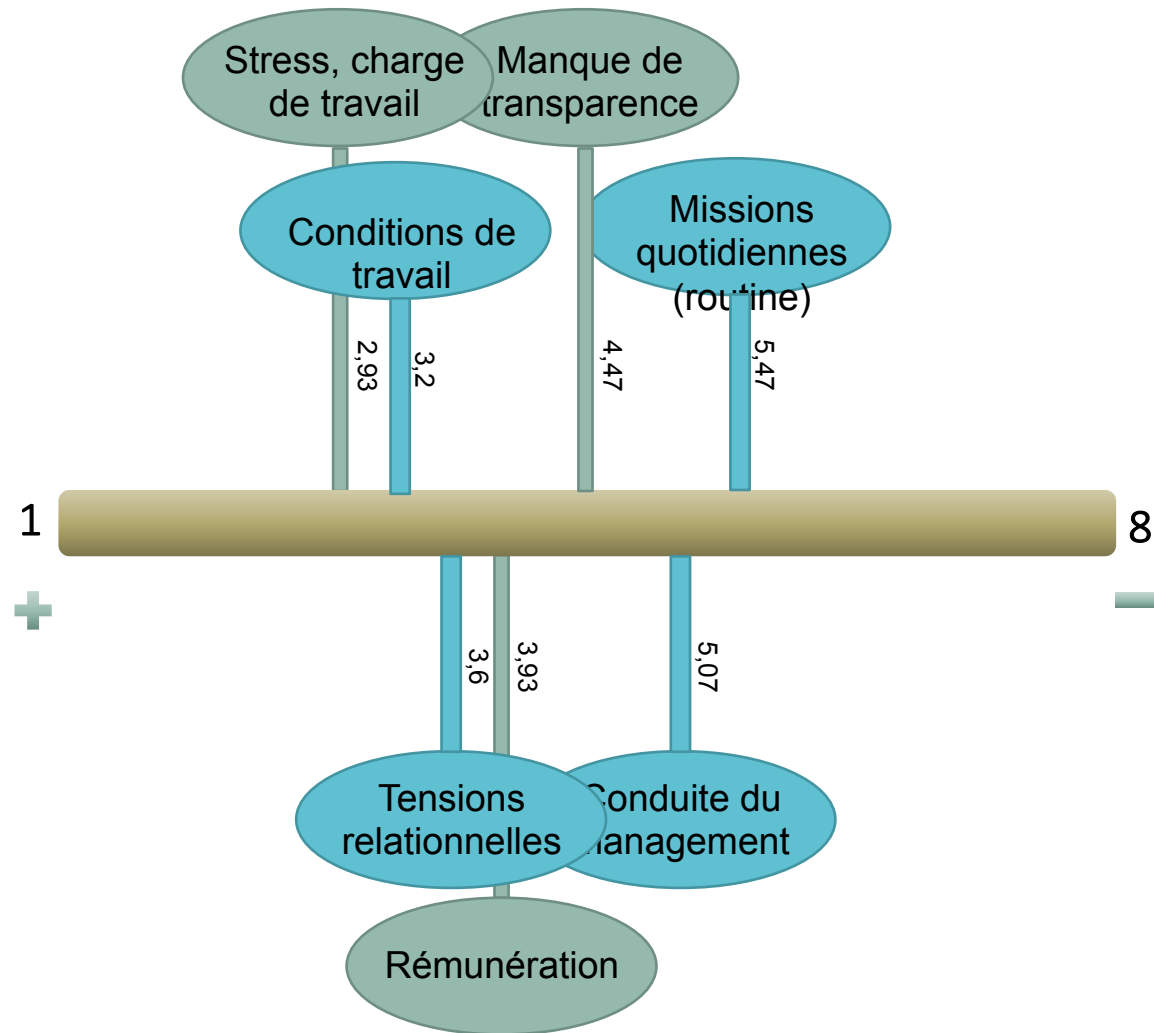 Stress, charge
de travail
Manque de
transparence
Conditions de
travail
Missions
quotidiennes
(routine)
2,93
3,2
4,47
5,47
1
8
+
−
3,6
3,93
5,07
Tensions
relationnelles
Conduite du
management
Rémunération